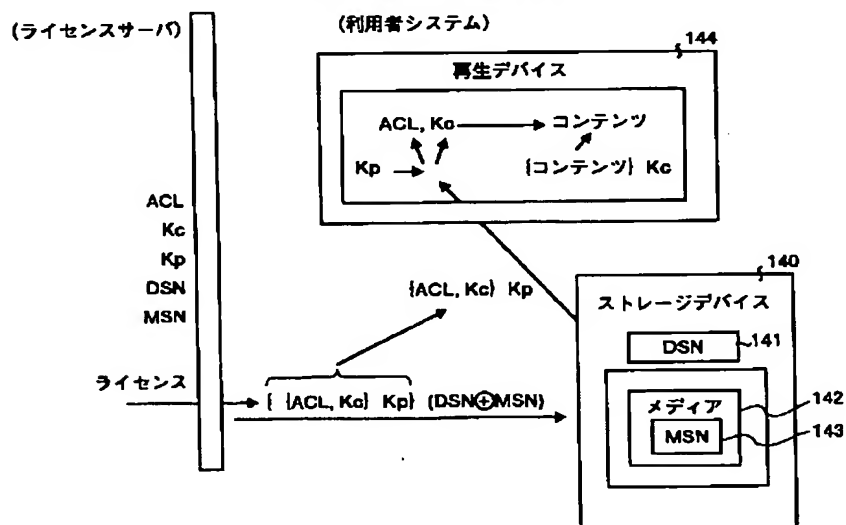 (ライセンスサーバ)
(利用者システム)
144
再生デバイス
ACL, Kc
コンテンツ
Kp
{コンテンツ} Kc
ACL
Kc
Kp
DSN
MSN
140
ストレージデバイス
{ACL, Kc} Kp
DSN
141
ライセンス
{ {ACL, Kc} Kp} (DSN⊕MSN)
メディア
142
MSN
143